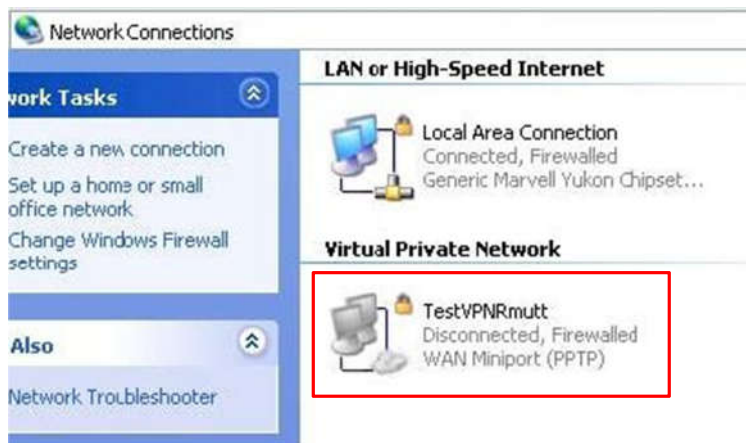 Network Connections
work Tasks
Create a new connection
Set up a home or small
office network
Change Windows Firewall
settings
Also
Network Troubleshooter
LAN or High-Speed Internet
Local Area Connection
Connected, Firewalled
Generic Marvell Yukon Chipset...
Virtual Private Network
TestVPNRmutt
Disconnected, Firewalled
WAN Miniport (PPTP)